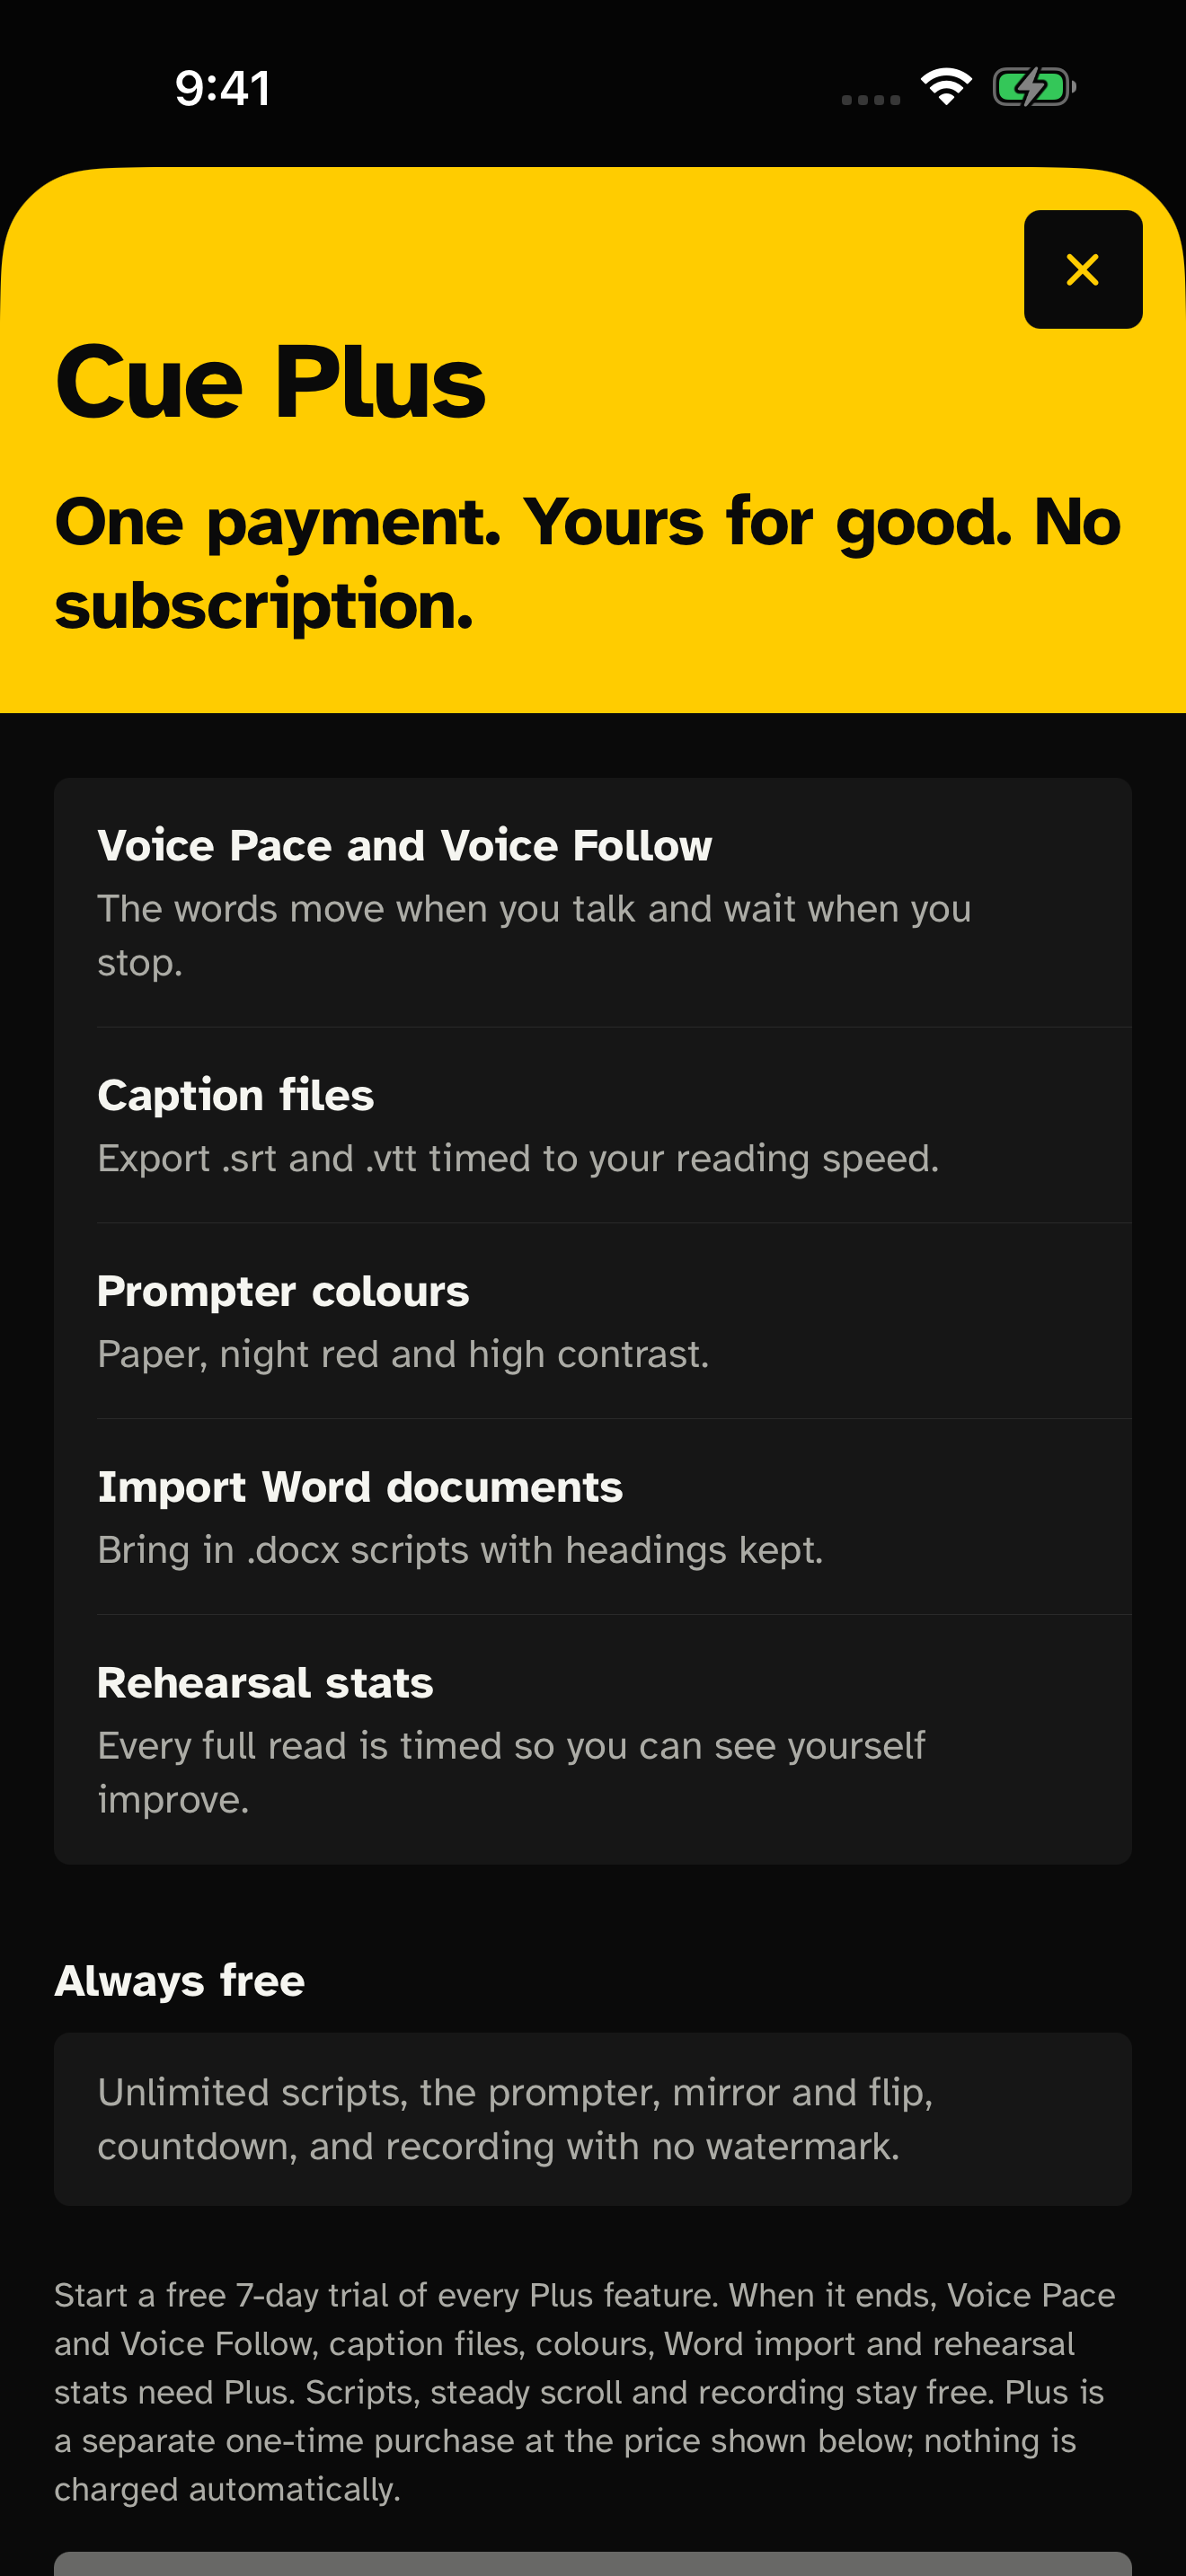 9:41
Cue Plus
One payment. Yours for good. No
subscription.
Voice Pace and Voice Follow
The words move when you talk and wait when you
stop.
Caption files
Export .srt and .vtt timed to your reading speed.
Prompter colours
Paper, night red and high contrast.
Import Word documents
Bring in .docx scripts with headings kept.
Rehearsal stats
Every full read is timed so you can see yourself
improve.
Always free
Unlimited scripts, the prompter, mirror and flip,
countdown, and recording with no watermark.
Start a free 7-day trial of every Plus feature. When it ends, Voice Pace
and Voice Follow, caption files, colours, Word import and rehearsal
stats need Plus. Scripts, steady scroll and recording stay free. Plus is
a separate one-time purchase at the price shown below; nothing is
charged automatically.